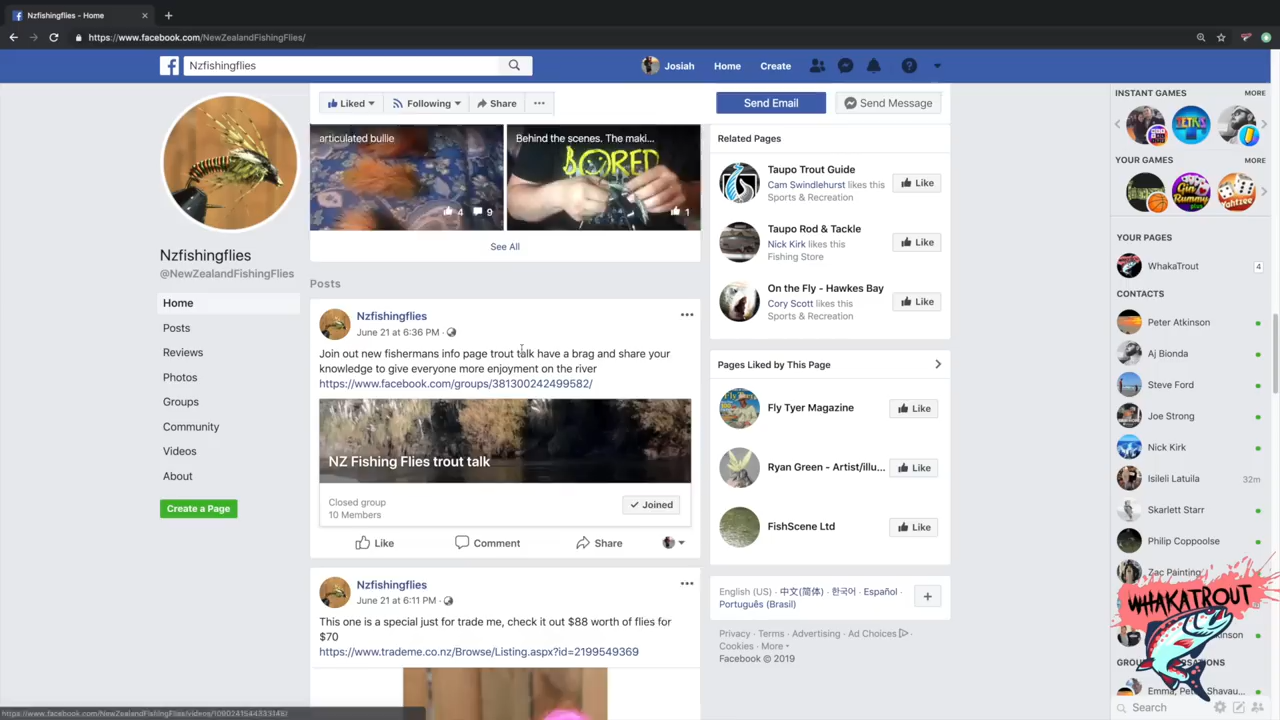 Nzfishingflies - Home
https://www.facebook.com/NewZealandFishingFlies/
Nzfishingflies
Josiah
Home
Create
Liked
Following
Share
Send Email
Send Message
Nzfishingflies
@NewZealandFishingFlies
Home
Posts
Reviews
Photos
Groups
Community
Videos
About
Create a Page
articulated bullie
4
9
Behind the scenes. The maki...
BORED
1
See All
Posts
Nzfishingflies
June 21 at 6:36 PM
Join out new fishermans info page trout talk have a brag and share your
knowledge to give everyone more enjoyment on the river
https://www.facebook.com/groups/381300242499582/
NZ Fishing Flies trout talk
Closed group
10 Members
Joined
Like
Comment
Share
Nzfishingflies
June 21 at 6:11 PM
This one is a special just for trade me, check it out $88 worth of flies for
$70
https://www.trademe.co.nz/Browse/Listing.aspx?id=2199549369
Related Pages
Taupo Trout Guide
Cam Swindlehurst likes this
Sports & Recreation
Like
Taupo Rod & Tackle
Nick Kirk likes this
Fishing Store
Like
On the Fly - Hawkes Bay
Cory Scott likes this
Sports & Recreation
Like
Pages Liked by This Page
Fly Tyer Magazine
Like
Ryan Green - Artist/illu...
Like
FishScene Ltd
Like
English (US) · 中文(简体) · 한국어 · Español ·
Português (Brasil)
Privacy · Terms · Advertising · Ad Choices ·
Cookies · More
Facebook © 2019
INSTANT GAMES
MORE
YOUR GAMES
MORE
YOUR PAGES
WhakaTrout
4
CONTACTS
Peter Atkinson
Aj Bionda
Steve Ford
Joe Strong
Nick Kirk
Isileli Latuila
32m
Skarlett Starr
Philip Coppoolse
Zac Painting
WHAKATROUT
Emma, Pete, Shavau...
Search